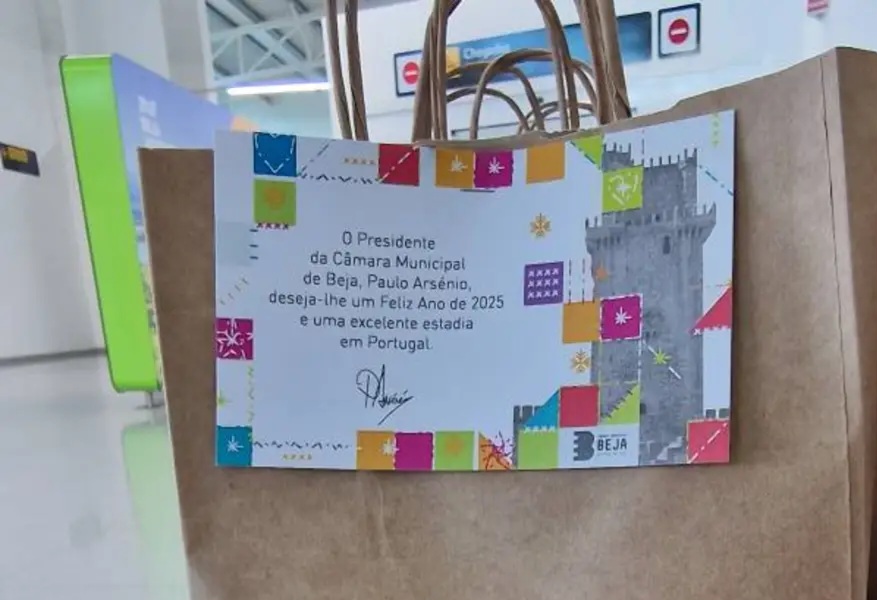 Chegadas
O Presidente
da Câmara Municipal
de Beja, Paulo Arsénio,
deseja-lhe um Feliz Ano de 2025
e uma excelente estadia
em Portugal.
BEJA